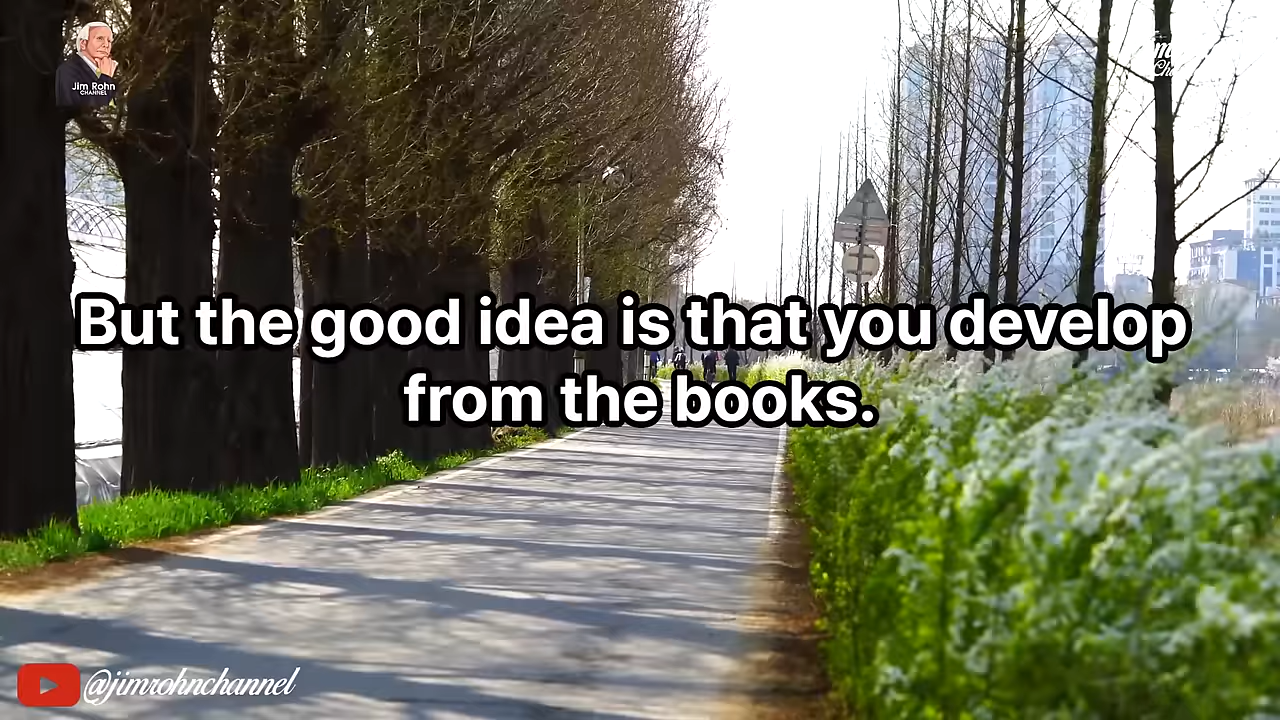 Jim Rohn
CHANNEL
But the good idea is that you develop
from the books.
@jimrohnchannel